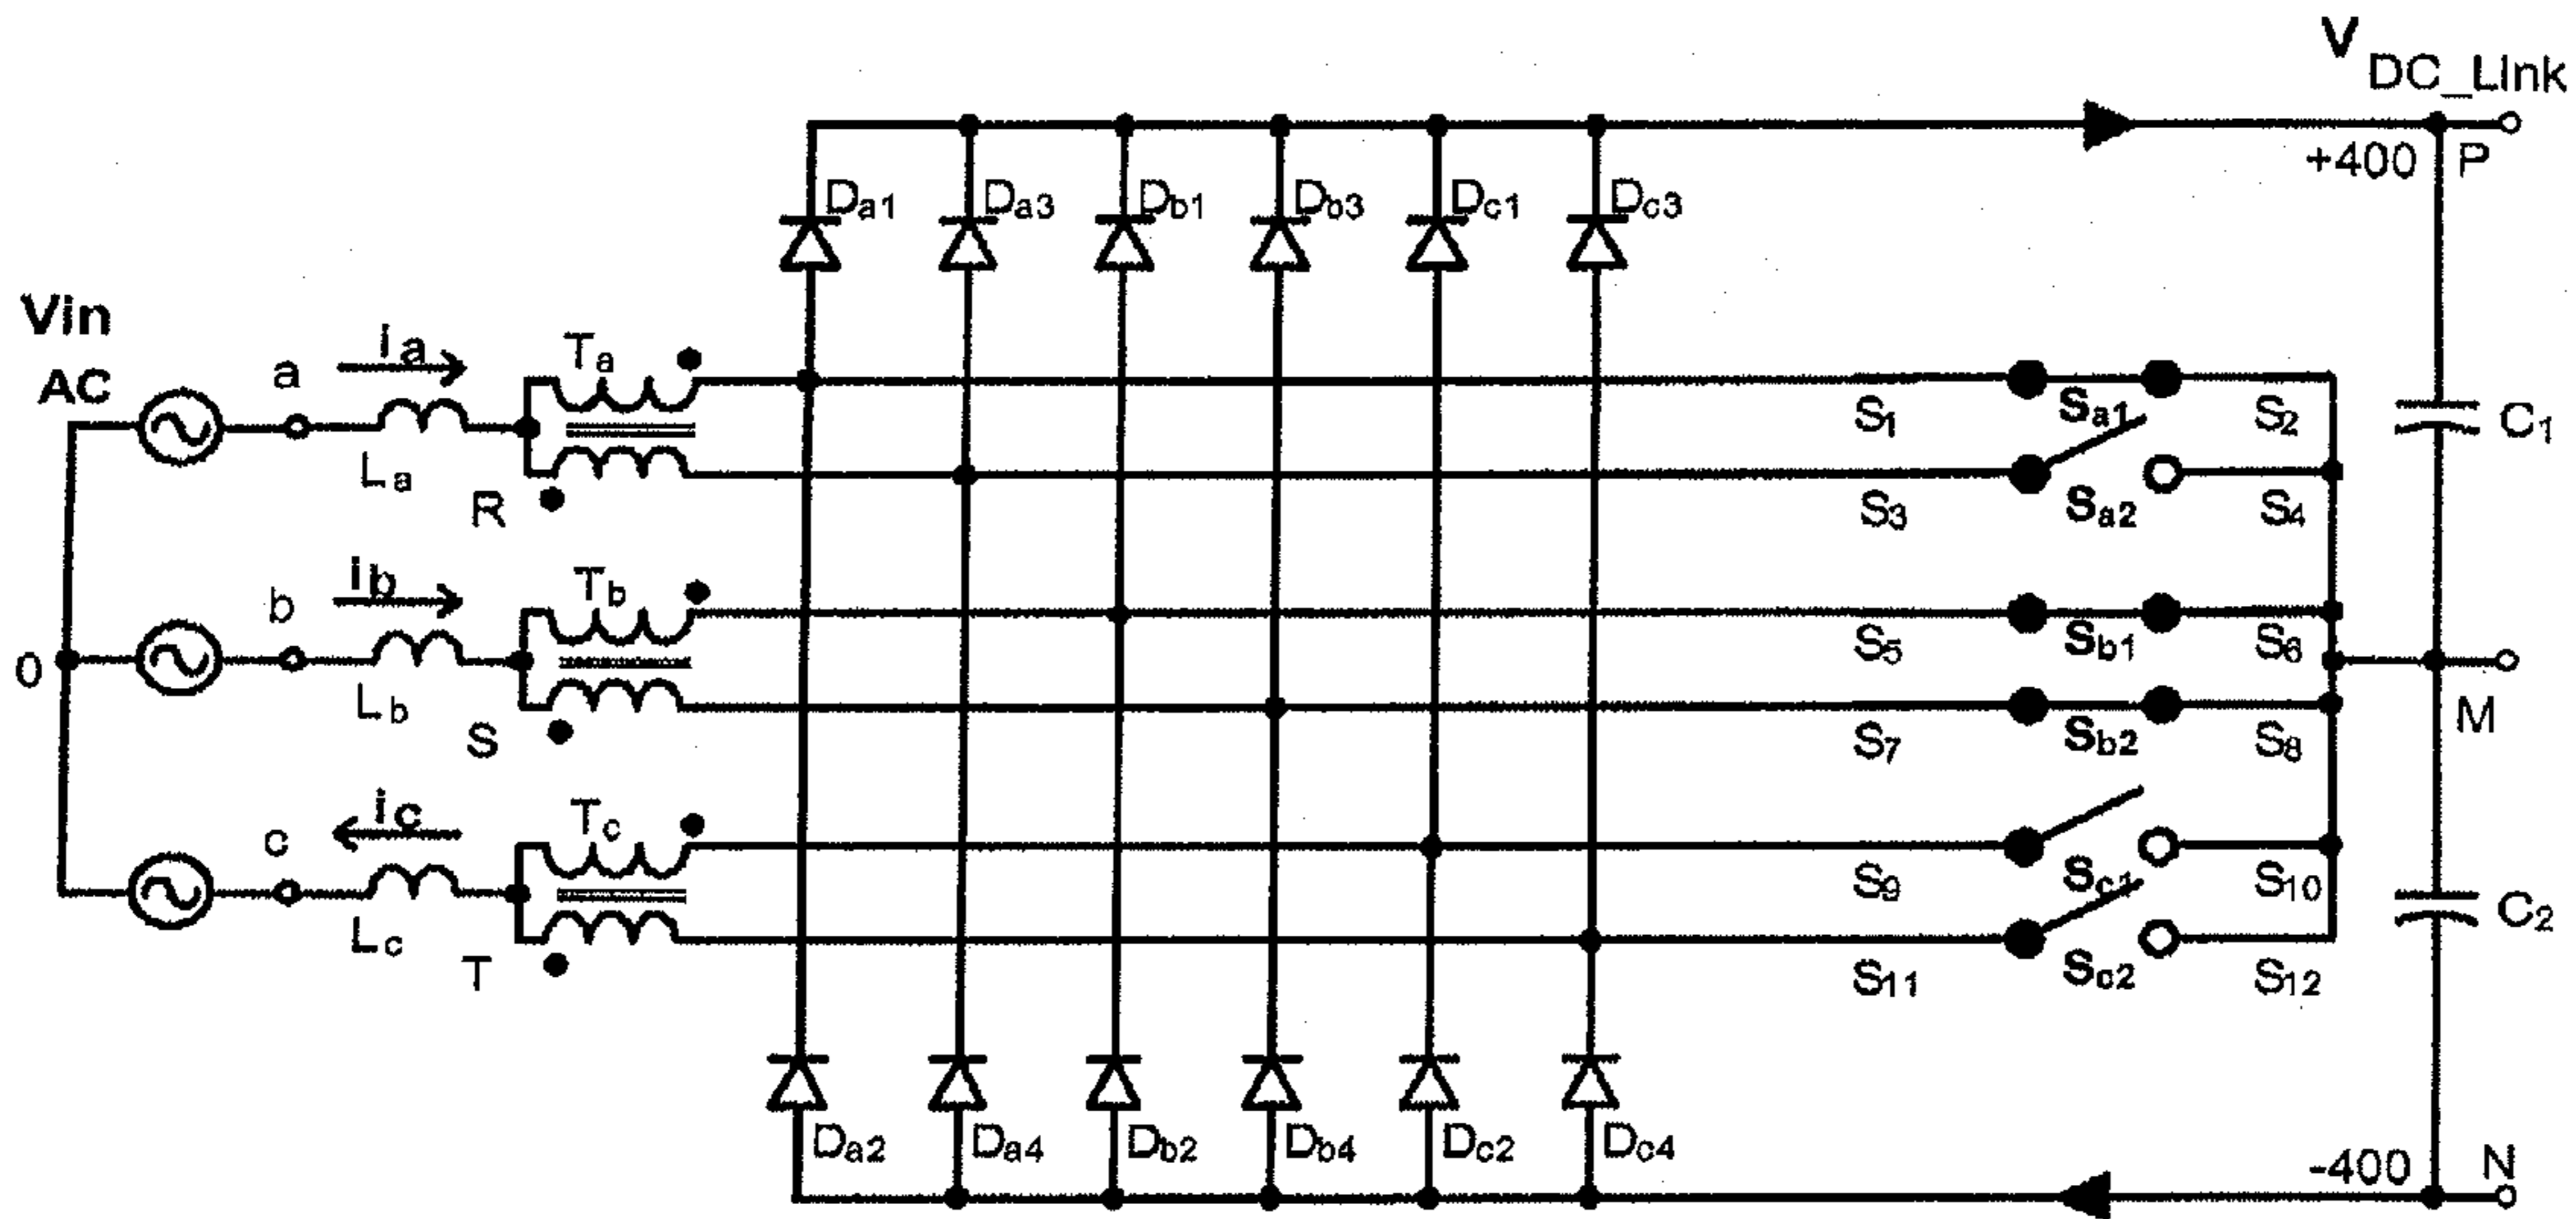 V DC_Link
+400 P
Da1 Da3 Db1 Db3 Dc1 Dc3
Vin
AC
a ia Ta
La R
S1 Sa1 S2
C1
S3 Sa2 S4
0
b ib Tb
Lb S
S5 Sb1 S6
M
S7 Sb2 S8
c ic Tc
Lc T
S9 Sc1 S10
C2
S11 Sc2 S12
Da2 Da4 Db2 Db4 Dc2 Dc4
-400 N